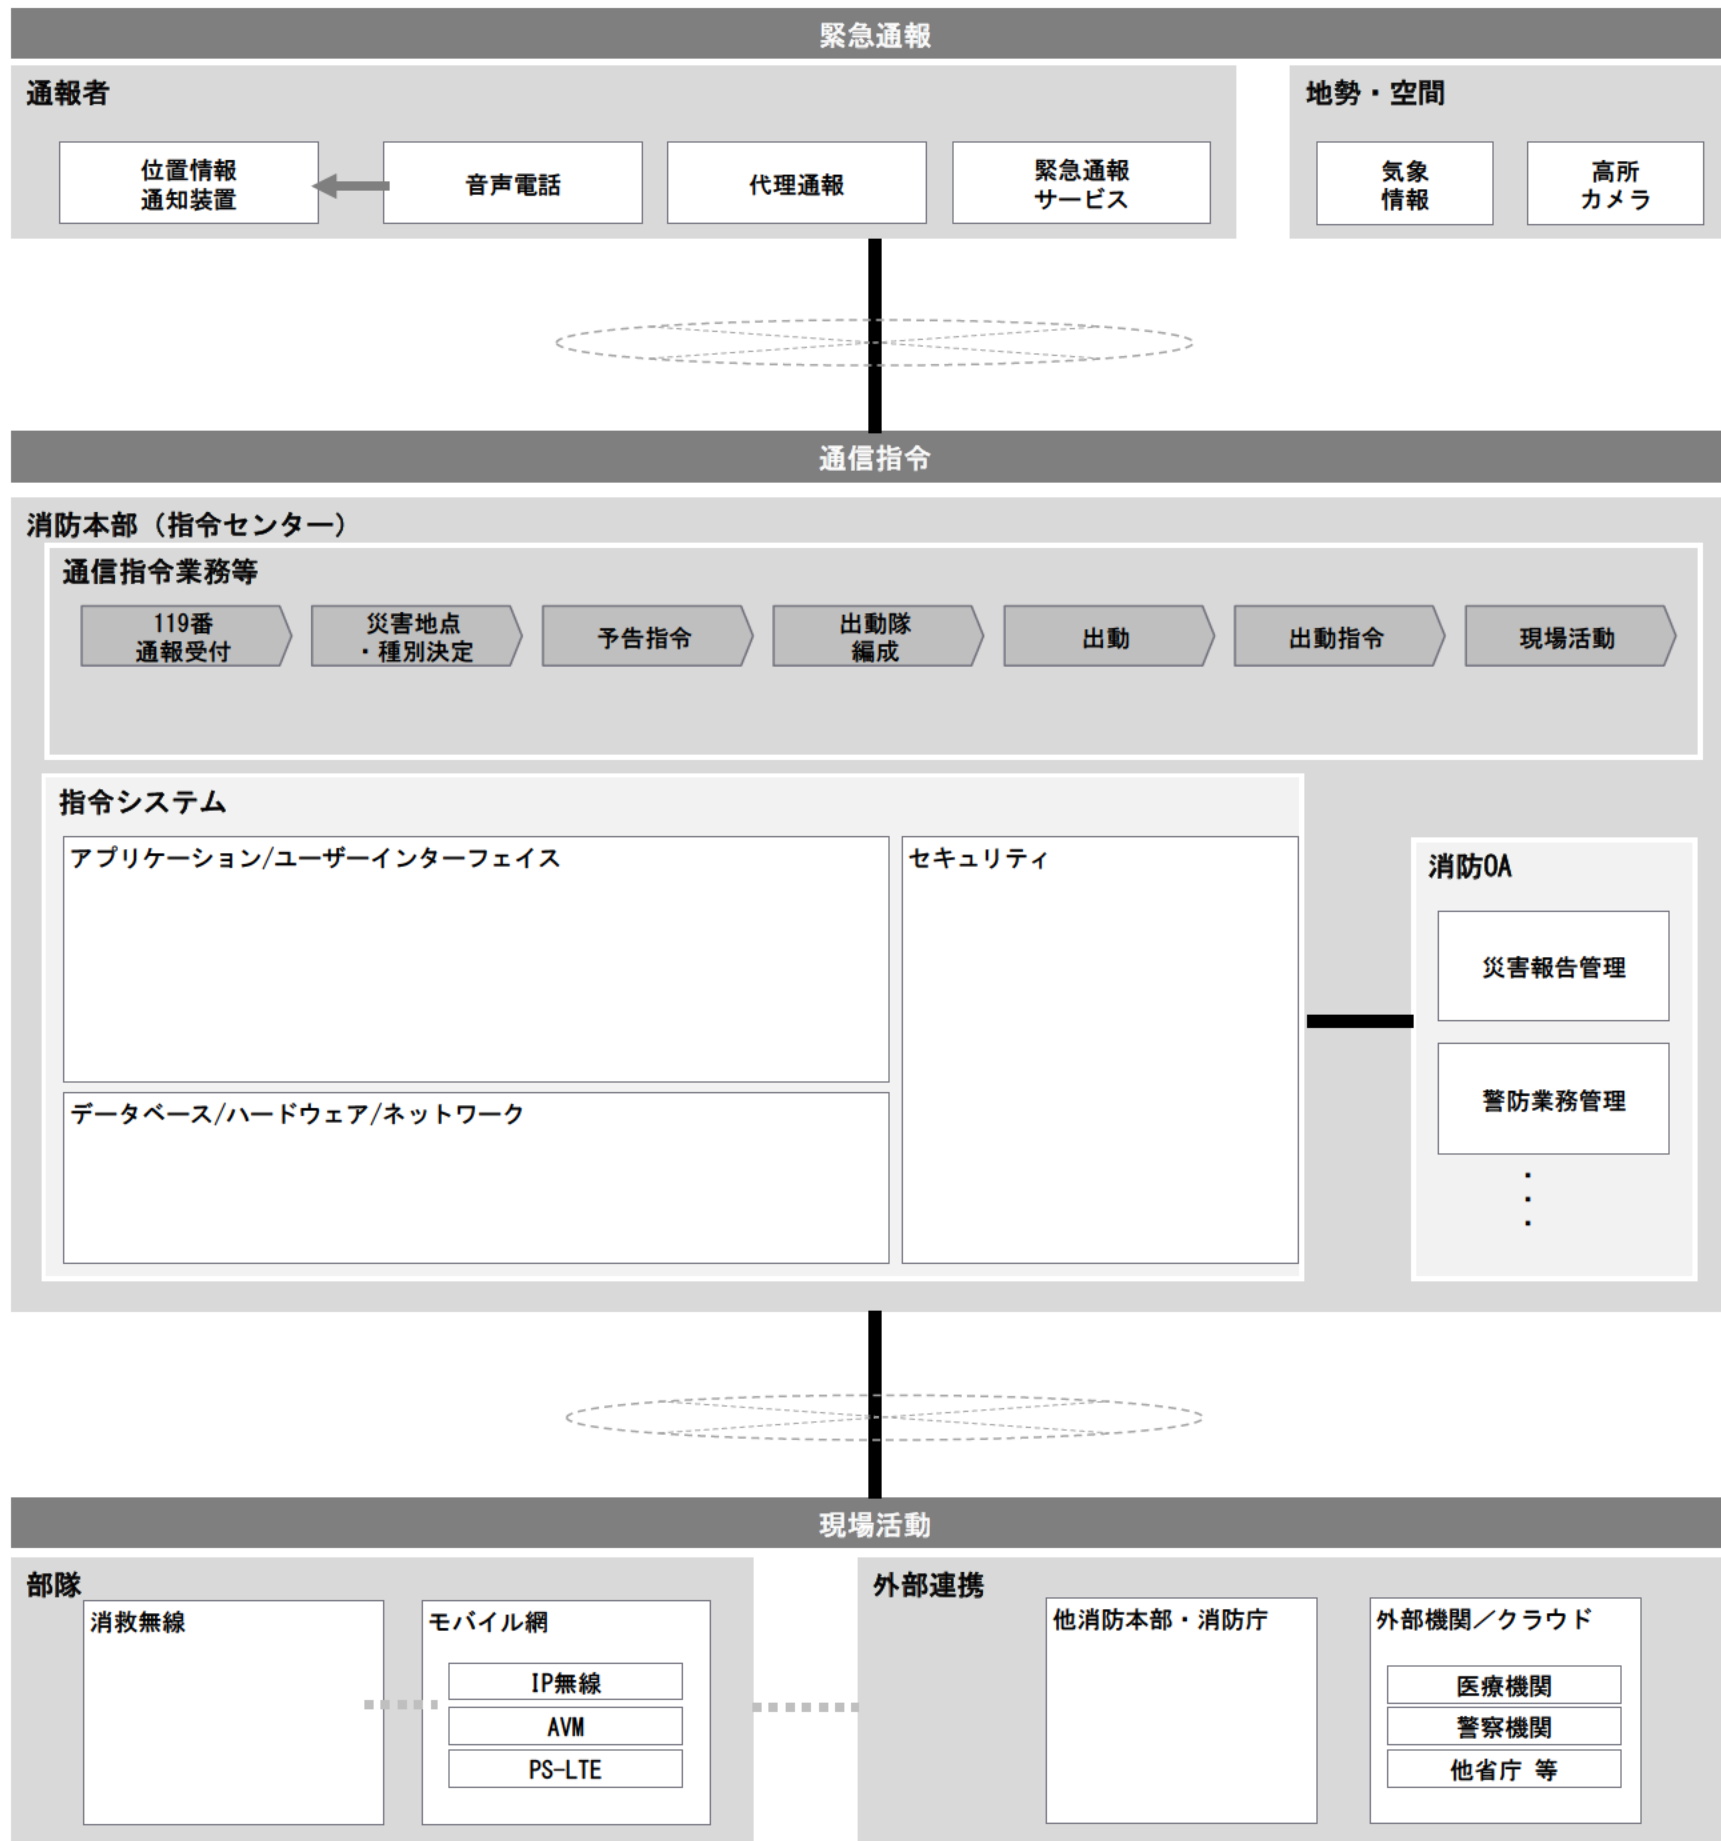 緊急通報
通報者
地勢・空間
位置情報
通知装置
音声電話
代理通報
緊急通報
サービス
気象
情報
高所
カメラ
通信指令
消防本部（指令センター）
通信指令業務等
119番
通報受付
災害地点
・種別決定
予告指令
出動隊
編成
出動
出動指令
現場活動
指令システム
アプリケーション/ユーザーインターフェイス
セキュリティ
データベース/ハードウェア/ネットワーク
消防OA
災害報告管理
警防業務管理
・
・
・
現場活動
部隊
消救無線
モバイル網
IP無線
AVM
PS-LTE
外部連携
他消防本部・消防庁
外部機関／クラウド
医療機関
警察機関
他省庁 等